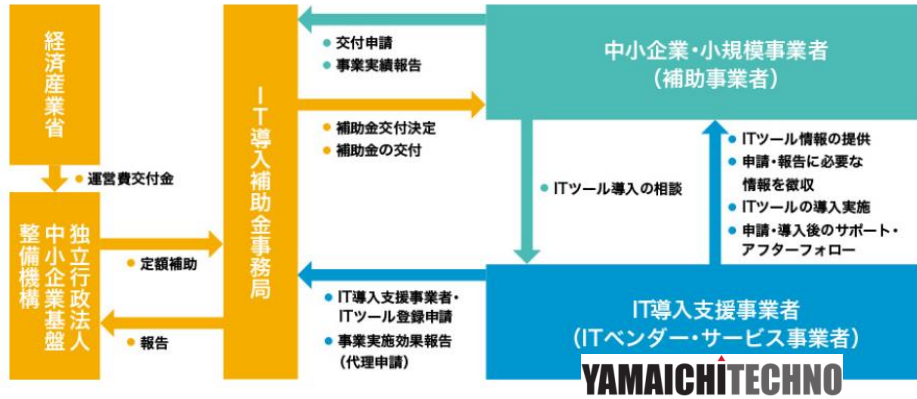 経済産業省
運営費交付金
独立行政法人
中小企業基盤
整備機構
定額補助
報告
IT導入補助金事務局
交付申請
事業実績報告
補助金交付決定
補助金の交付
中小企業・小規模事業者
（補助事業者）
ITツール導入の相談
ITツール情報の提供
申請・報告に必要な
情報を徴収
ITツールの導入実施
申請・導入後のサポート・
アフターフォロー
IT導入支援事業者・
ITツール登録申請
事業実施効果報告
（代理申請）
IT導入支援事業者
（ITベンダー・サービス事業者）
YAMAICHITECHNO